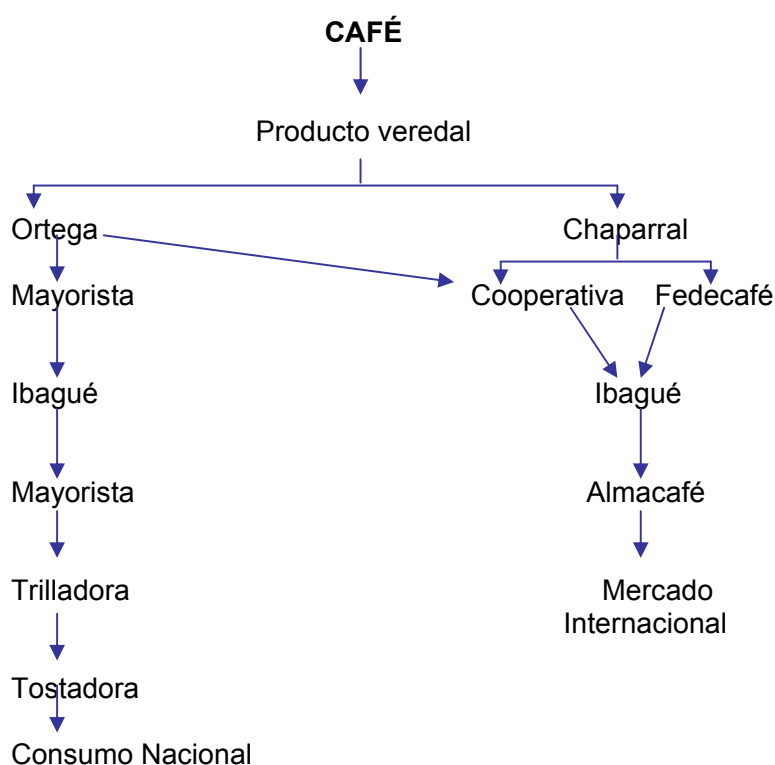 CAFÉ
Producto veredal
Ortega
Chaparral
Mayorista
Cooperativa
Fedecafé
Ibagué
Ibagué
Mayorista
Almacafé
Trilladora
Mercado
Internacional
Tostadora
Consumo Nacional